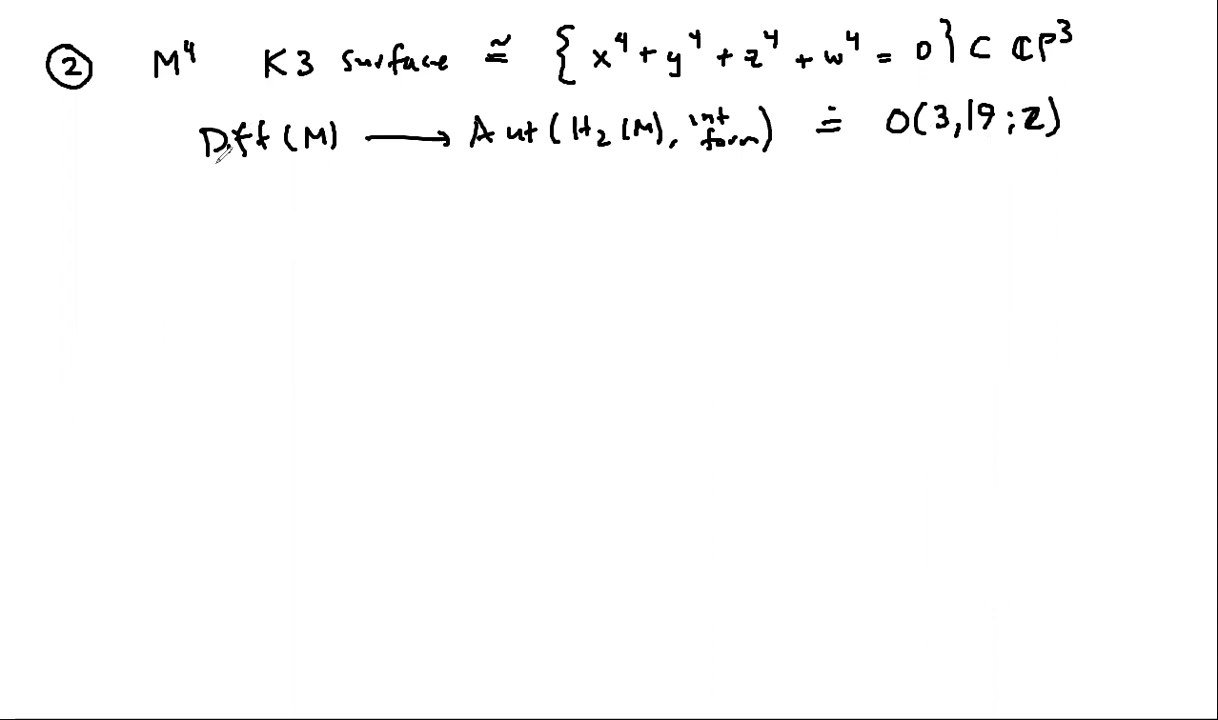 ② M⁴ K3 surface ≅ { x⁴ + y⁴ + z⁴ + w⁴ = 0 } ⊂ ℂP³
Diff(M) ⟶ Aut(H₂(M), int form) ≐ O(3,19; Z)